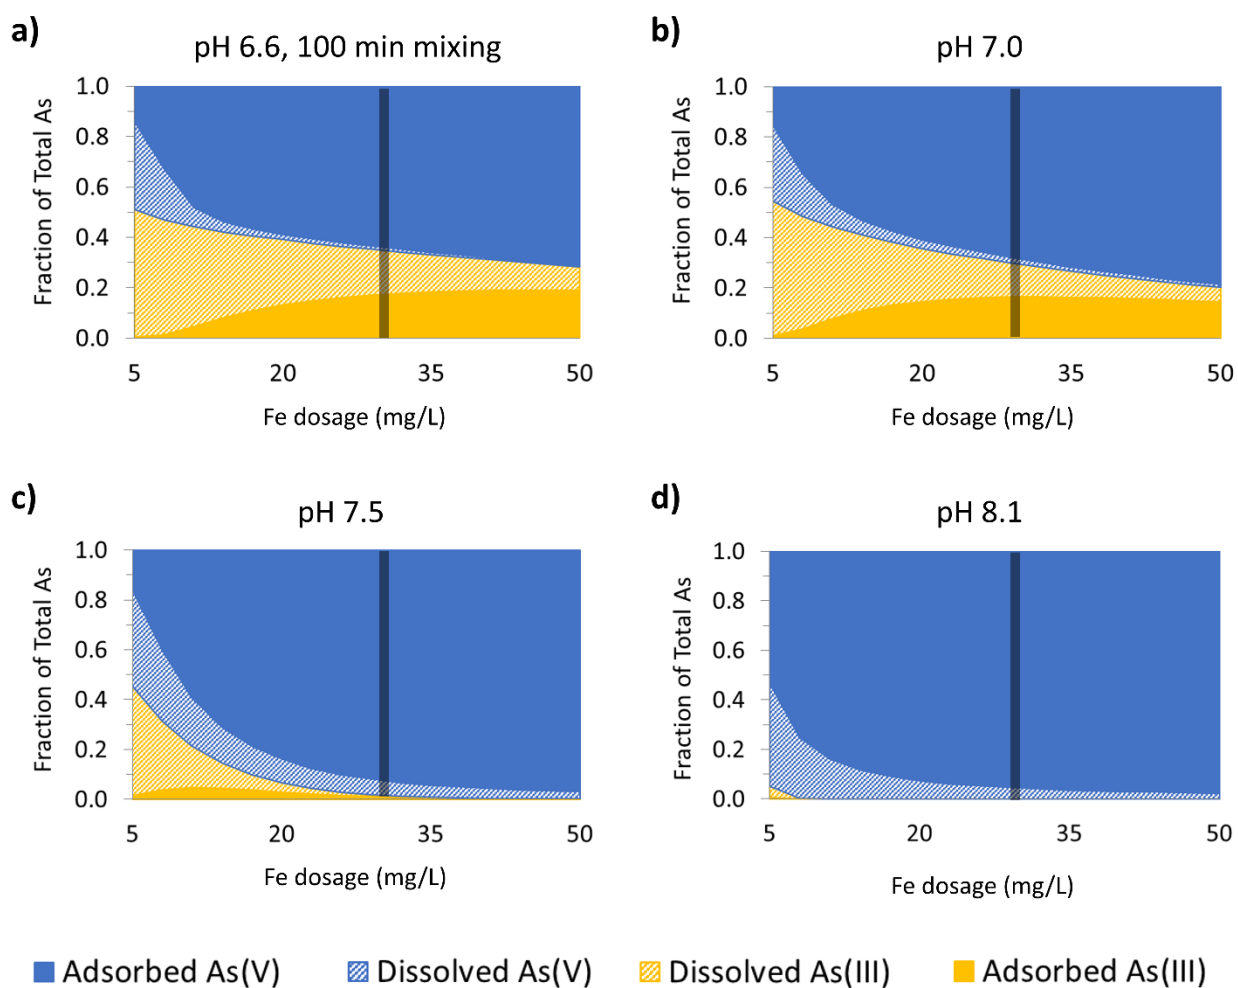 a)
pH 6.6, 100 min mixing
Fraction of Total As
1.0
0.8
0.6
0.4
0.2
0.0
5 20 35 50
Fe dosage (mg/L)
b)
pH 7.0
Fraction of Total As
1.0
0.8
0.6
0.4
0.2
0.0
5 20 35 50
Fe dosage (mg/L)
c)
pH 7.5
Fraction of Total As
1.0
0.8
0.6
0.4
0.2
0.0
5 20 35 50
Fe dosage (mg/L)
d)
pH 8.1
Fraction of Total As
1.0
0.8
0.6
0.4
0.2
0.0
5 20 35 50
Fe dosage (mg/L)
Adsorbed As(V) Dissolved As(V) Dissolved As(III) Adsorbed As(III)